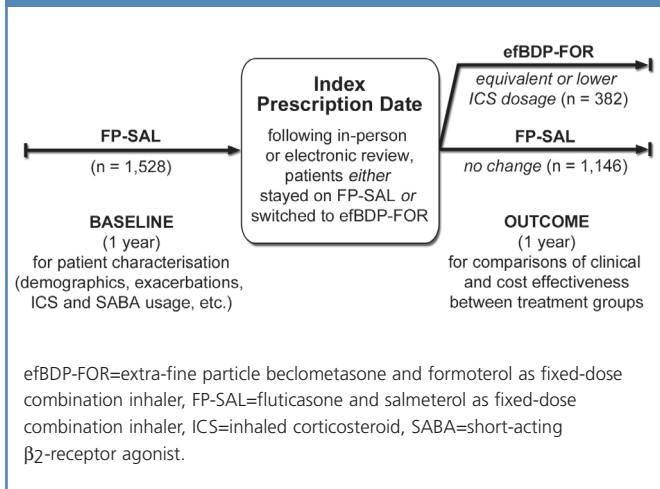 FP-SAL
(n = 1,528)
BASELINE
(1 year)
for patient characterisation
(demographics, exacerbations,
ICS and SABA usage, etc.)
Index
Prescription Date
following in-person
or electronic review,
patients either
stayed on FP-SAL or
switched to efBDP-FOR
efBDP-FOR
equivalent or lower
ICS dosage (n = 382)
FP-SAL
no change (n = 1,146)
OUTCOME
(1 year)
for comparisons of clinical
and cost effectiveness
between treatment groups
efBDP-FOR=extra-fine particle beclometasone and formoterol as fixed-dose
combination inhaler, FP-SAL=fluticasone and salmeterol as fixed-dose
combination inhaler, ICS=inhaled corticosteroid, SABA=short-acting
β2-receptor agonist.